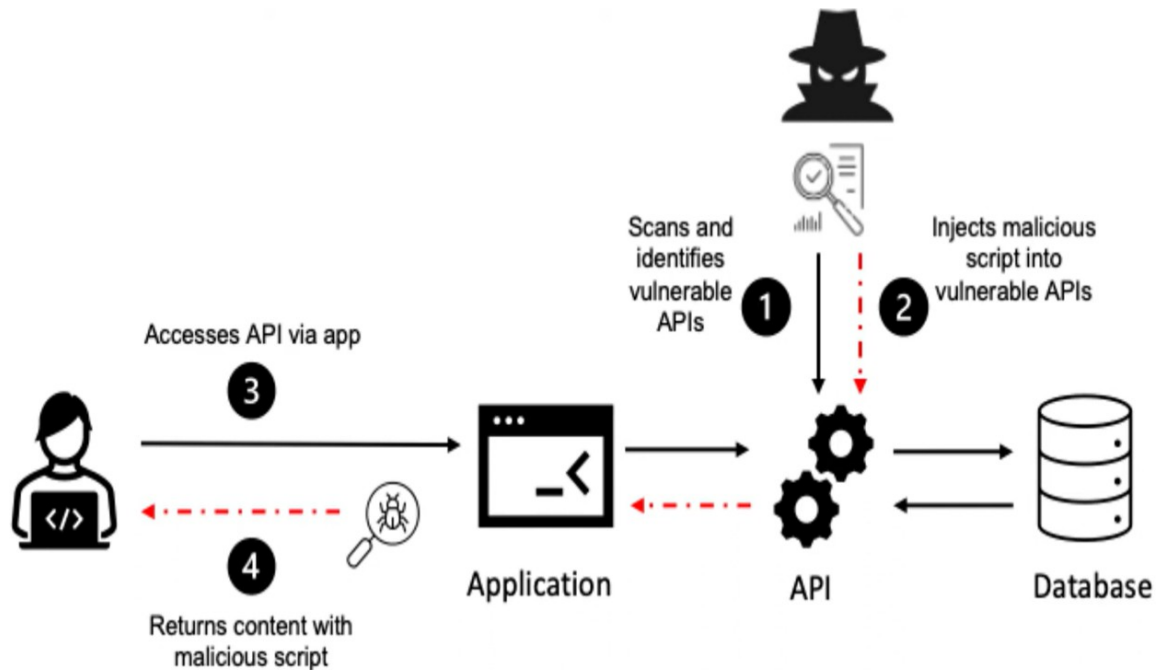 Scans and
identifies
vulnerable
APIs
1
2
Injects malicious
script into
vulnerable APIs
Accesses API via app
3
</>
4
Returns content with
malicious script
Application
API
Database